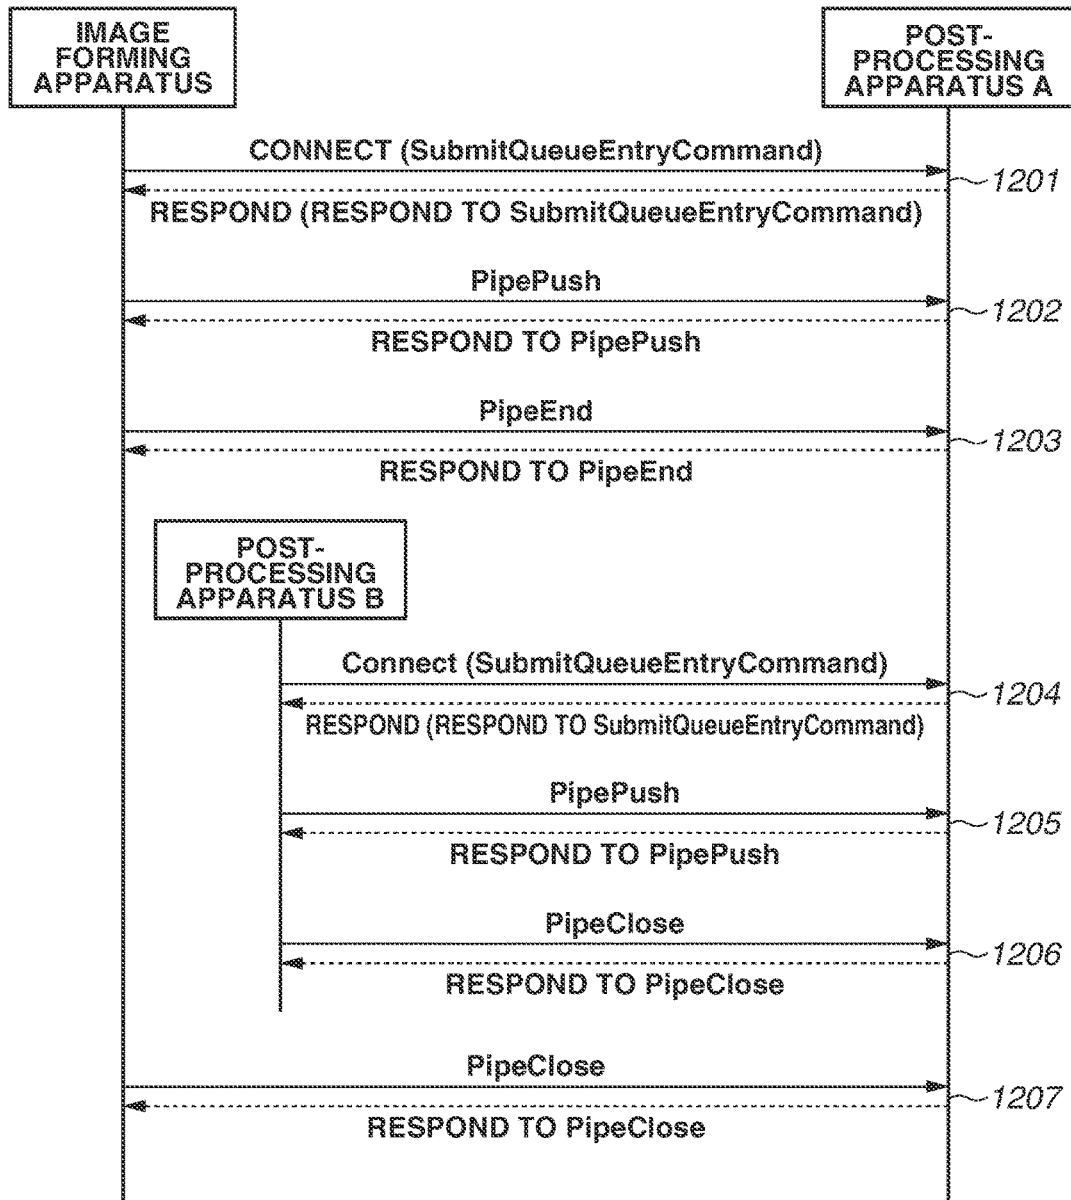 IMAGE
FORMING
APPARATUS
POST-
PROCESSING
APPARATUS A
CONNECT (SubmitQueueEntryCommand)
1201
RESPOND (RESPOND TO SubmitQueueEntryCommand)
PipePush
1202
RESPOND TO PipePush
PipeEnd
1203
RESPOND TO PipeEnd
POST-
PROCESSING
APPARATUS B
Connect (SubmitQueueEntryCommand)
1204
RESPOND (RESPOND TO SubmitQueueEntryCommand)
PipePush
1205
RESPOND TO PipePush
PipeClose
1206
RESPOND TO PipeClose
PipeClose
1207
RESPOND TO PipeClose